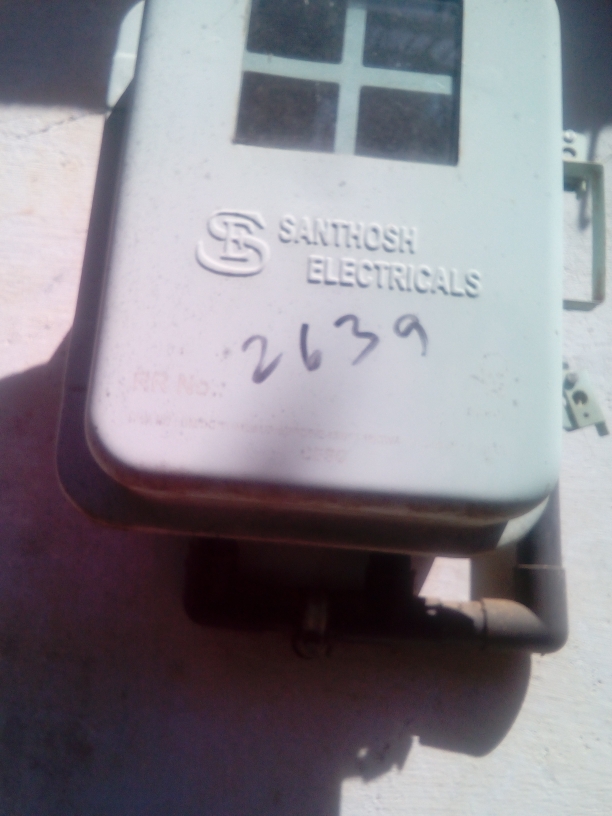 SE
SANTHOSH
ELECTRICALS
2639
RR No.: